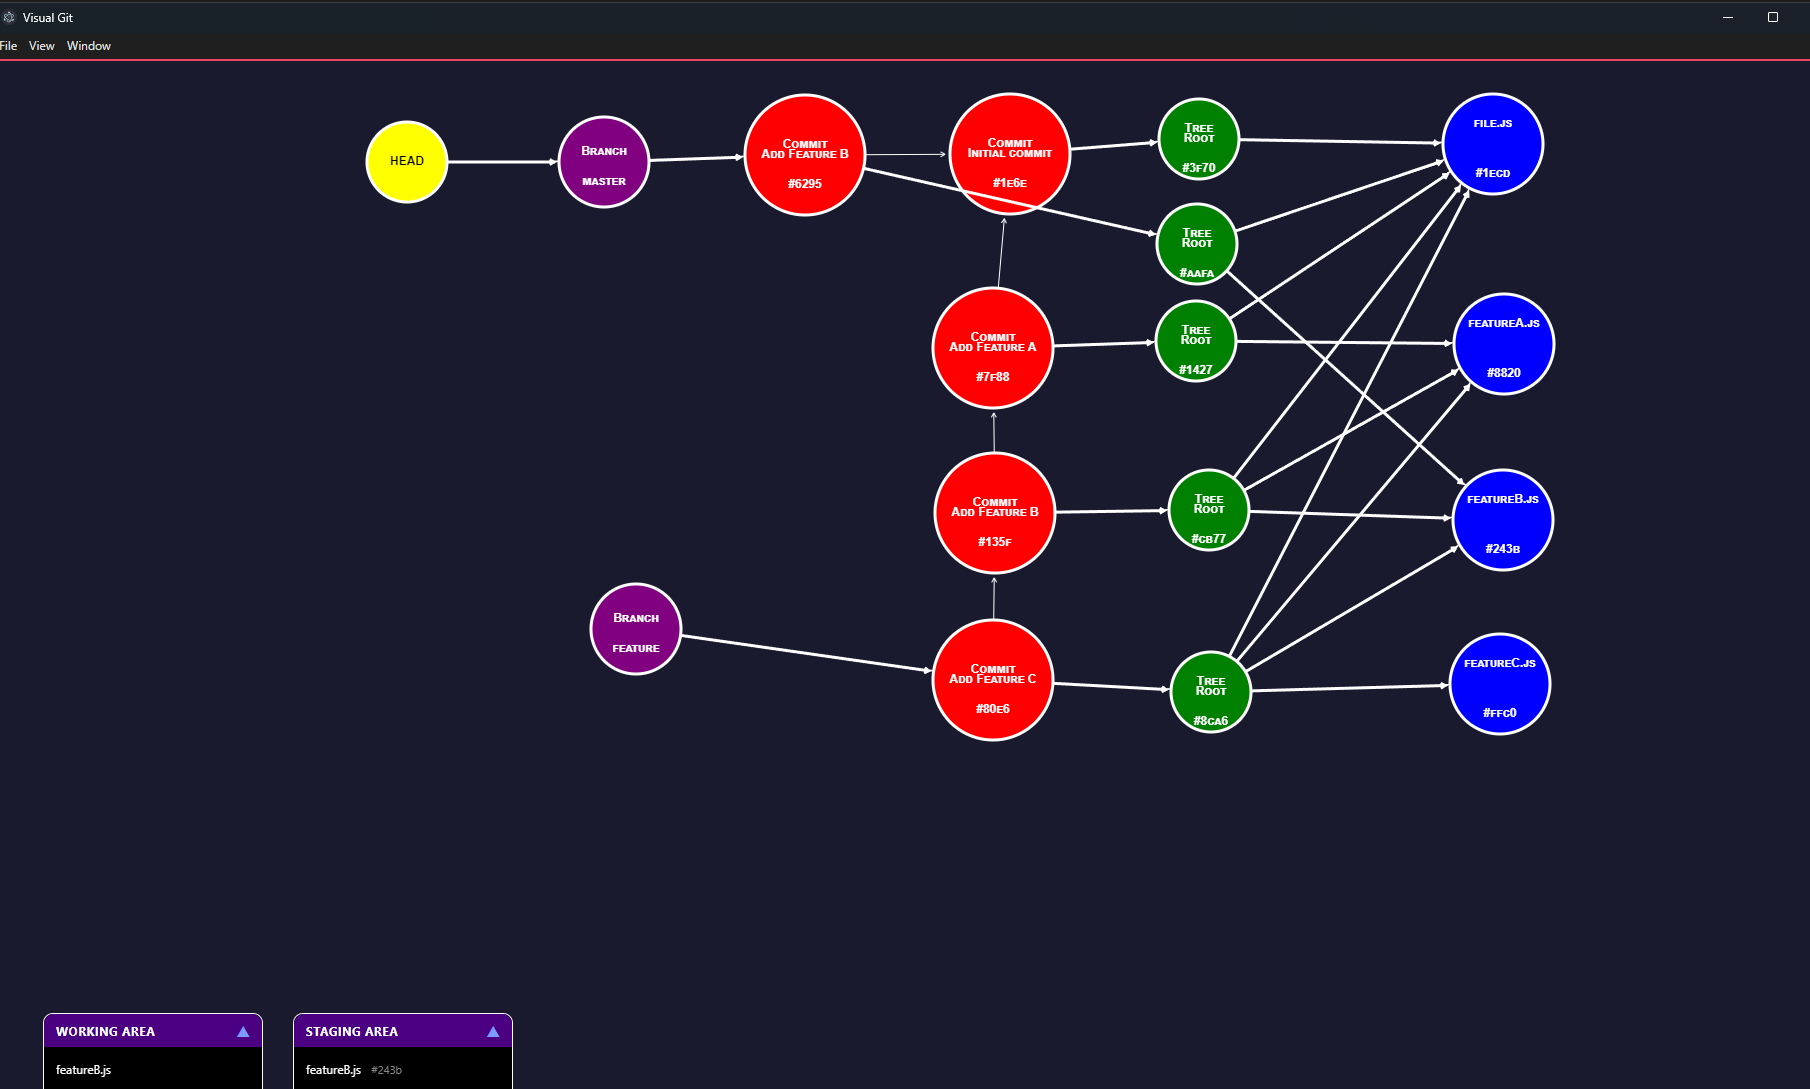 Visual Git
File View Window
HEAD
Branch
master
Commit
Add Feature B
#6295
Commit
Initial commit
#1e6e
Tree
Root
#3f70
file.js
#1ecd
Tree
Root
#aafa
Commit
Add Feature A
#7f88
Tree
Root
#1427
featureA.js
#8820
Commit
Add Feature B
#135f
Tree
Root
#cb77
featureB.js
#243b
Branch
feature
Commit
Add Feature C
#80e6
Tree
Root
#8ca6
featureC.js
#ffc0
WORKING AREA
featureB.js
STAGING AREA
featureB.js #243b